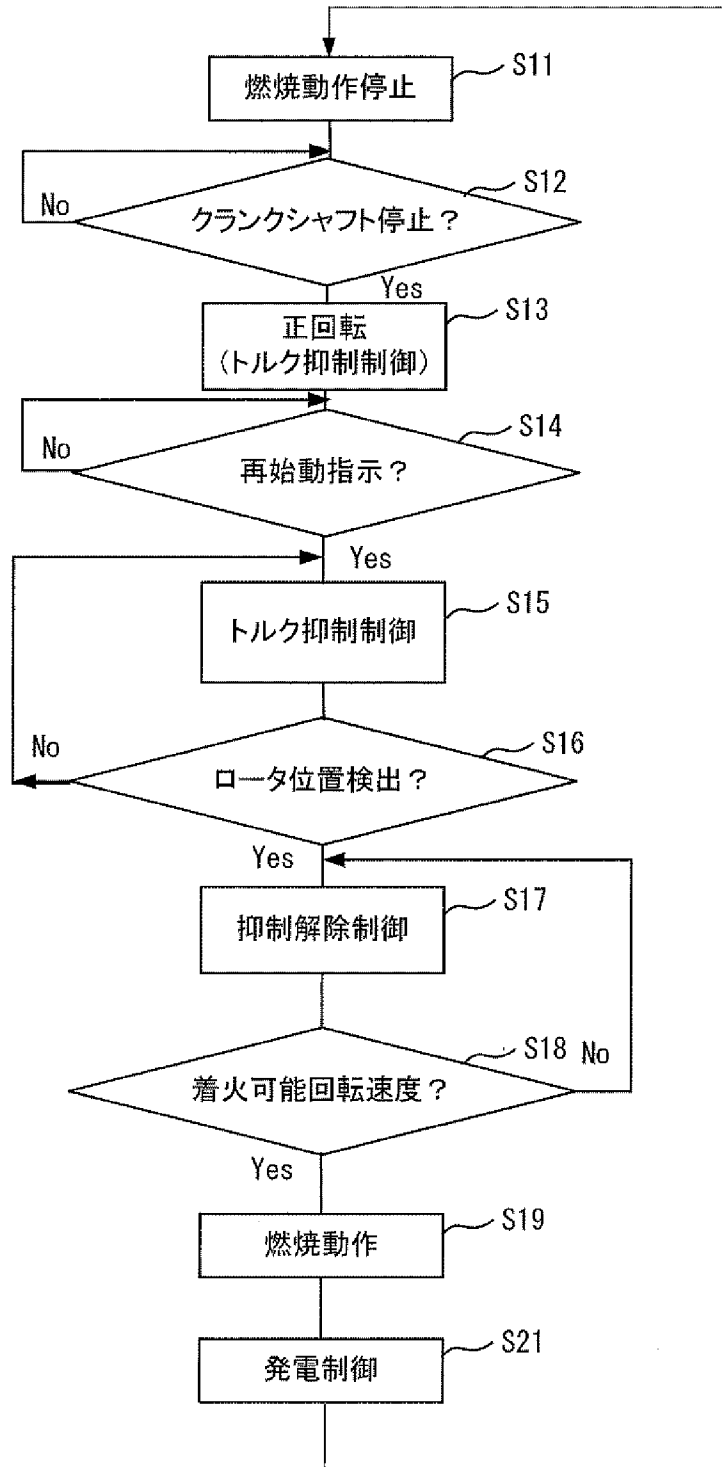 燃焼動作停止
S11
クランクシャフト停止？
S12
No
Yes
正回転
(トルク抑制制御)
S13
再始動指示？
S14
No
Yes
トルク抑制制御
S15
ロータ位置検出？
S16
No
Yes
抑制解除制御
S17
着火可能回転速度？
S18
No
Yes
燃焼動作
S19
発電制御
S21